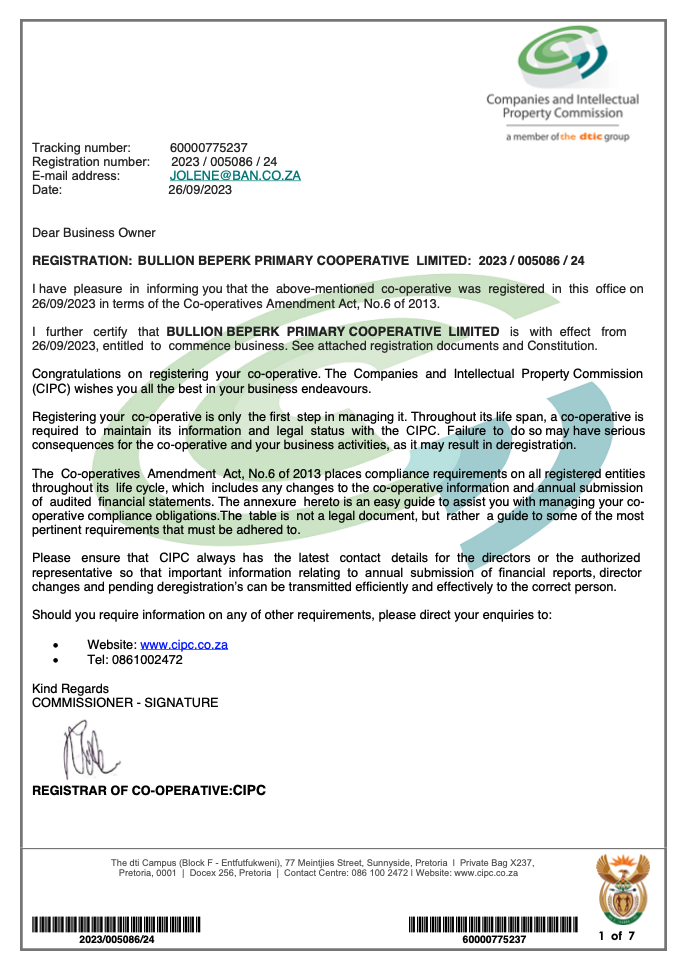 Companies and Intellectual
Property Commission
a member of the dtic group
Tracking number: 60000775237
Registration number: 2023 / 005086 / 24
E-mail address: JOLENE@BAN.CO.ZA
Date: 26/09/2023
Dear Business Owner
REGISTRATION: BULLION BEPERK PRIMARY COOPERATIVE LIMITED: 2023 / 005086 / 24
I have pleasure in informing you that the above-mentioned co-operative was registered in this office on
26/09/2023 in terms of the Co-operatives Amendment Act, No.6 of 2013.
I further certify that BULLION BEPERK PRIMARY COOPERATIVE LIMITED is with effect from
26/09/2023, entitled to commence business. See attached registration documents and Constitution.
Congratulations on registering your co-operative. The Companies and Intellectual Property Commission
(CIPC) wishes you all the best in your business endeavours.
Registering your co-operative is only the first step in managing it. Throughout its life span, a co-operative is
required to maintain its information and legal status with the CIPC. Failure to do so may have serious
consequences for the co-operative and your business activities, as it may result in deregistration.
The Co-operatives Amendment Act, No.6 of 2013 places compliance requirements on all registered entities
throughout its life cycle, which includes any changes to the co-operative information and annual submission
of audited financial statements. The annexure hereto is an easy guide to assist you with managing your co-
operative compliance obligations.The table is not a legal document, but rather a guide to some of the most
pertinent requirements that must be adhered to.
Please ensure that CIPC always has the latest contact details for the directors or the authorized
representative so that important information relating to annual submission of financial reports, director
changes and pending deregistration's can be transmitted efficiently and effectively to the correct person.
Should you require information on any of other requirements, please direct your enquiries to:
• Website: www.cipc.co.za
• Tel: 0861002472
Kind Regards
COMMISSIONER - SIGNATURE
REGISTRAR OF CO-OPERATIVE:CIPC
The dti Campus (Block F - Entfutfukweni), 77 Meintjies Street, Sunnyside, Pretoria I Private Bag X237,
Pretoria, 0001 | Docex 256, Pretoria | Contact Centre: 086 100 2472 I Website: www.cipc.co.za
2023/005086/24
60000775237
1 of 7